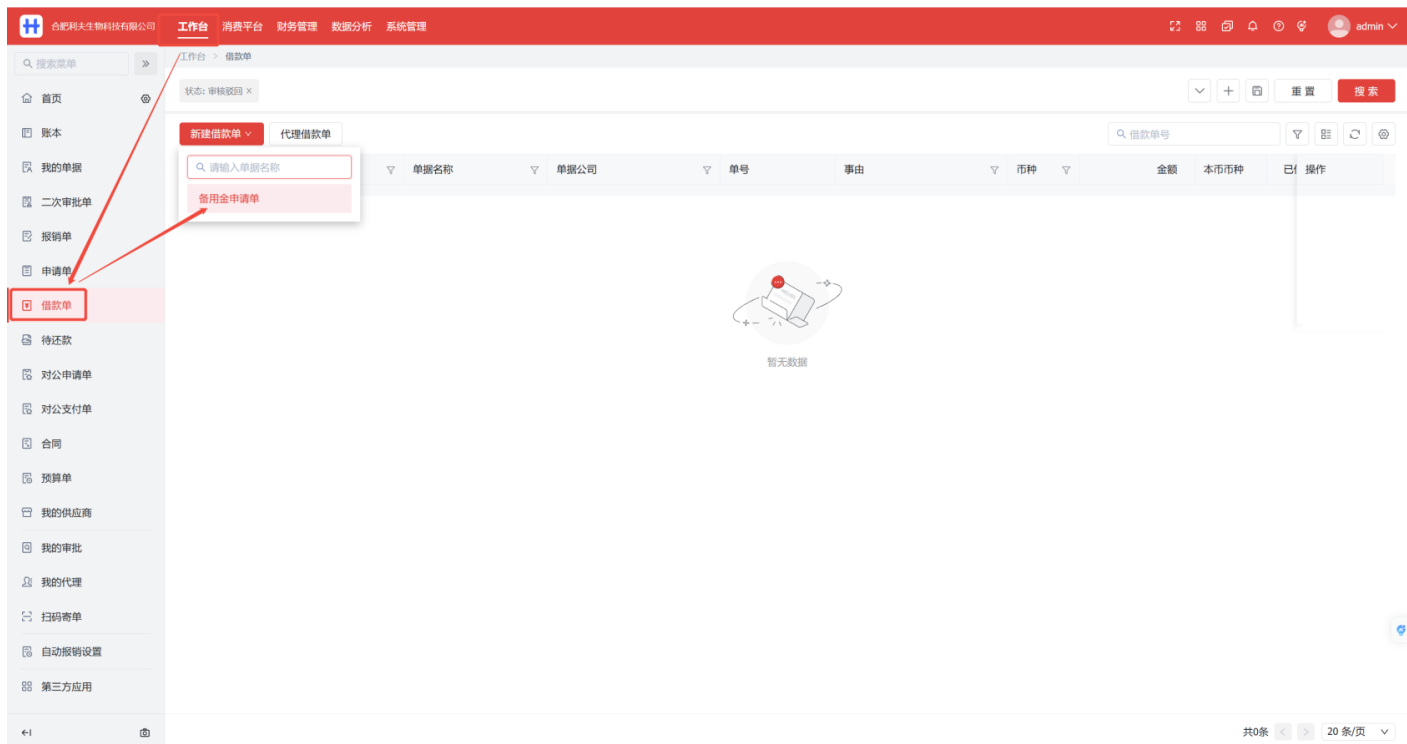 合肥利夫生物科技有限公司 工作台 消费平台 财务管理 数据分析 系统管理 admin
搜索菜单
工作台 > 借款单
首页
状态: 审核驳回 ×
重置 搜索
账本
新建借款单 代理借款单
借款单号
我的单据
请输入单据名称
单据名称 单据公司 单号 事由 币种 金额 本币币种 操作
二次审批单
备用金申请单
报销单
申请单
借款单
待还款
暂无数据
对公申请单
对公支付单
合同
预算单
我的供应商
我的审批
我的代理
扫码寄单
自动报销设置
第三方应用
共0条 20 条/页